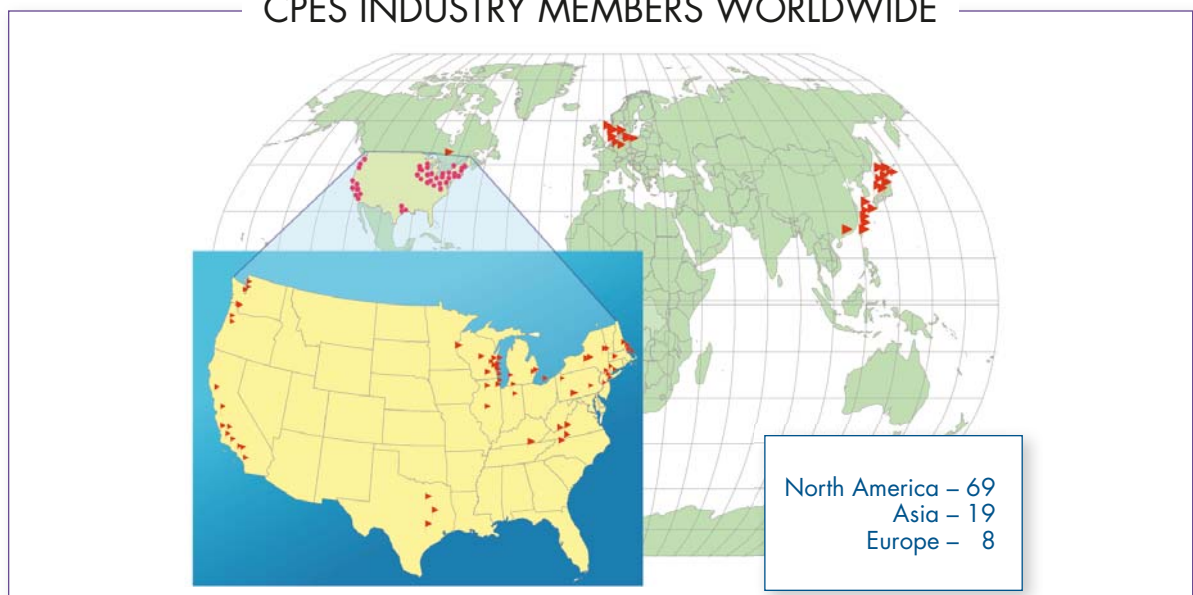 CPES INDUSTRY MEMBERS WORLDWIDE
North America – 69
Asia – 19
Europe – 8